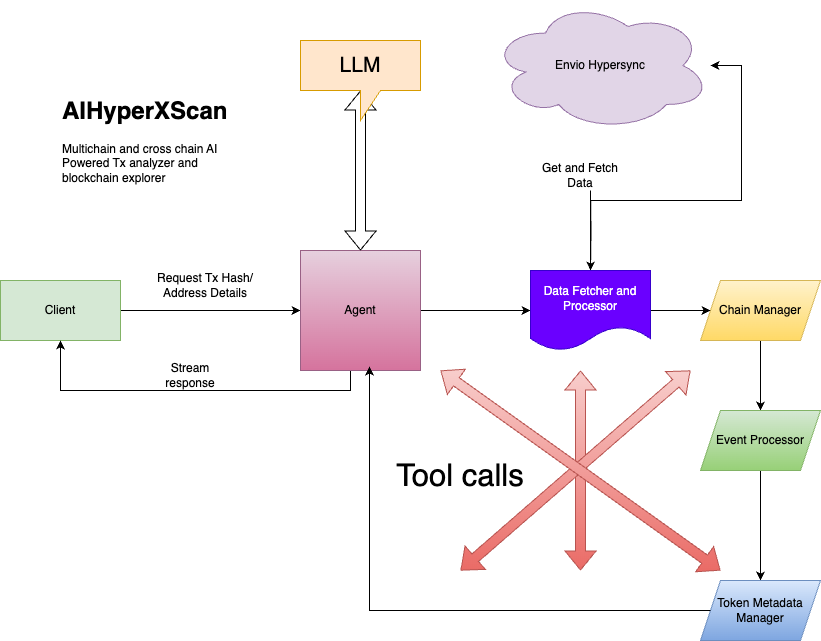 LLM
Envio Hypersync
AIHyperXScan
Multichain and cross chain AI
Powered Tx analyzer and
blockchain explorer
Get and Fetch
Data
Request Tx Hash/
Address Details
Client
Agent
Data Fetcher and
Processor
Chain Manager
Stream
response
Event Processor
Tool calls
Token Metadata
Manager